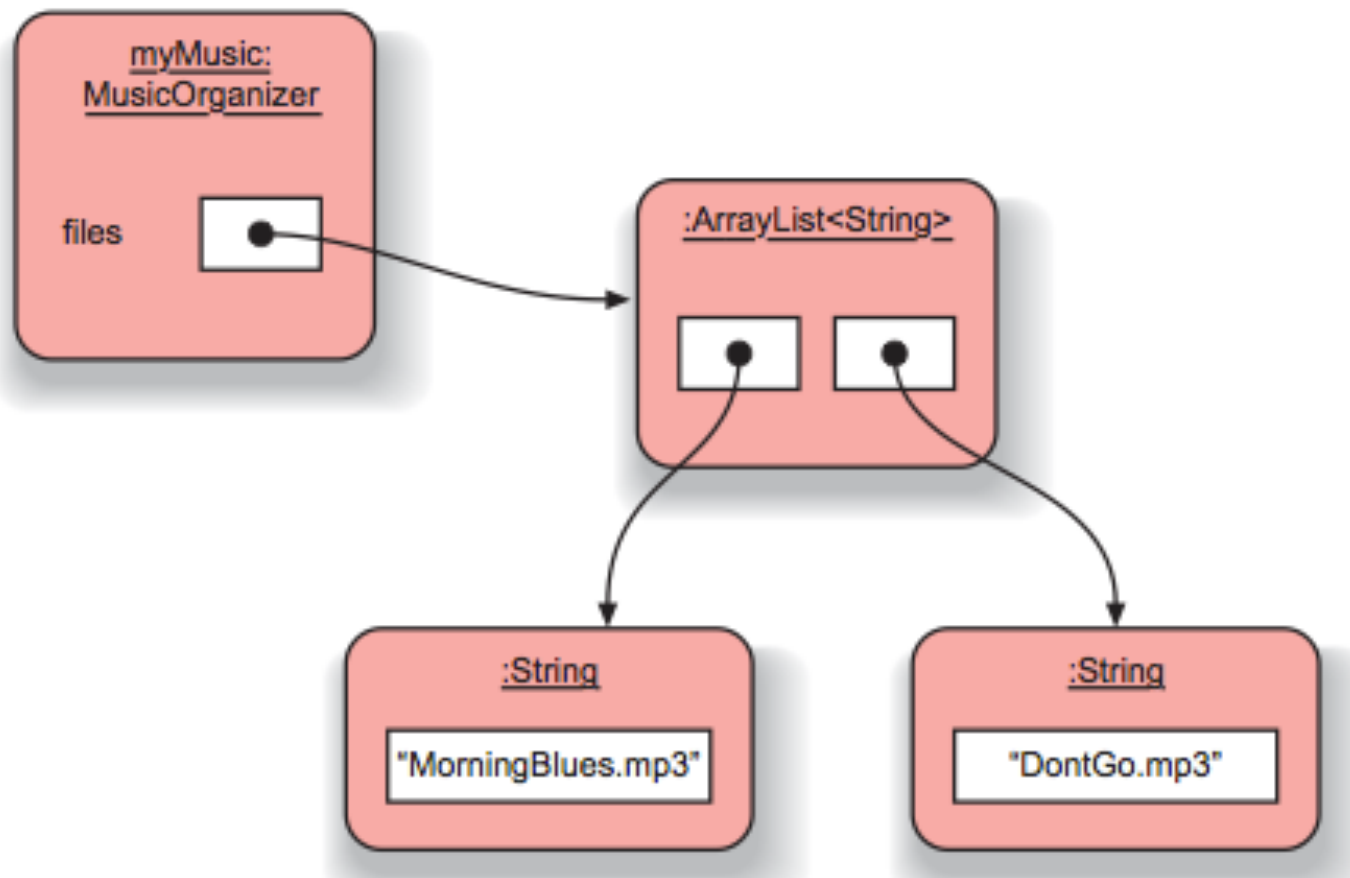 myMusic:
MusicOrganizer
files
:ArrayList<String>
:String
“MorningBlues.mp3”
:String
“DontGo.mp3”